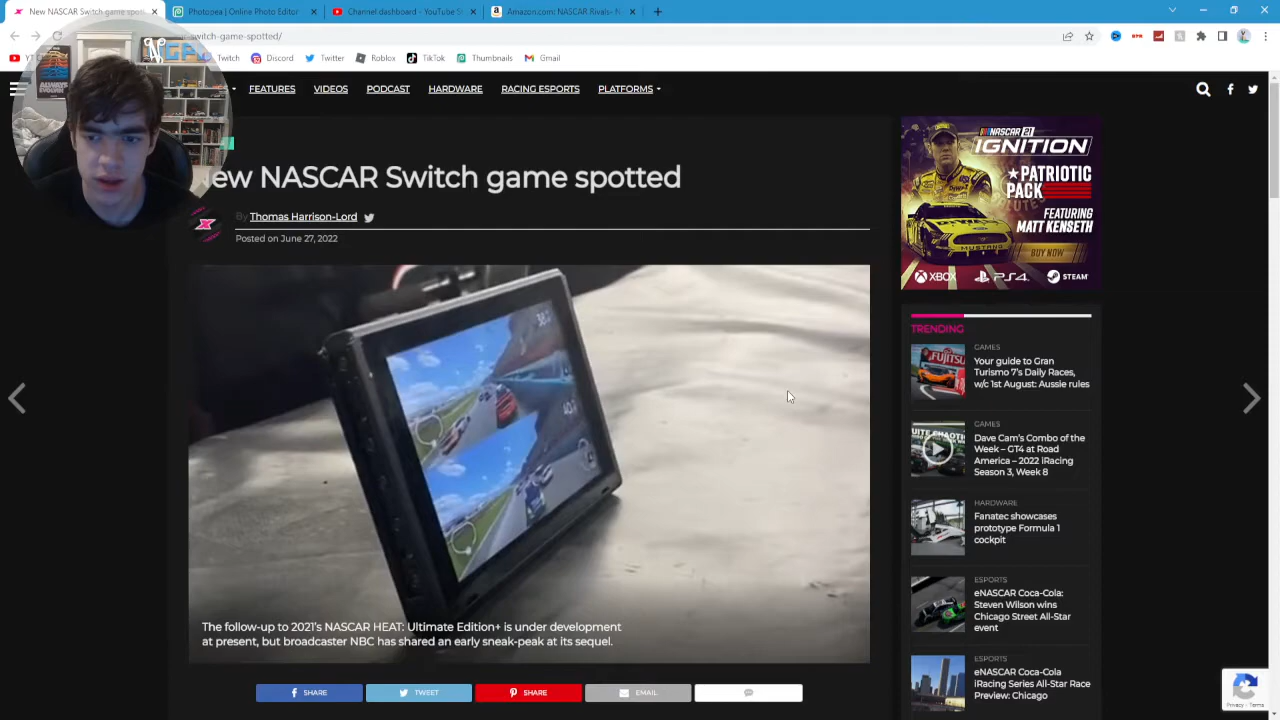 New NASCAR Switch game sp
Photopea | Online Photo Editor
Channel dashboard - YouTube St
Amazon.com: NASCAR Rivals- N
switch-game-spotted/
Twitch
Discord
Twitter
Roblox
TikTok
Thumbnails
Gmail
FEATURES
VIDEOS
PODCAST
HARDWARE
RACING ESPORTS
PLATFORMS
ew NASCAR Switch game spotted
Thomas Harrison-Lord
Posted on June 27, 2022
The follow-up to 2021's NASCAR HEAT: Ultimate Edition+ is under development
at present, but broadcaster NBC has shared an early sneak-peak at its sequel.
SHARE
TWEET
SHARE
EMAIL
NASCAR 21
IGNITION
PATRIOTIC
PACK
FEATURING
MATT KENSETH
BUY NOW
XBOX
PS4
STEAM
TRENDING
GAMES
Your guide to Gran
Turismo 7's Daily Races,
w/c 1st August: Aussie rules
GAMES
Dave Cam's Combo of the
Week – GT4 at Road
America – 2022 iRacing
Season 3, Week 8
HARDWARE
Fanatec showcases
prototype Formula 1
cockpit
ESPORTS
eNASCAR Coca-Cola:
Steven Wilson wins
Chicago Street All-Star
event
ESPORTS
eNASCAR Coca-Cola
iRacing Series All-Star Race
Preview: Chicago
Privacy - Terms